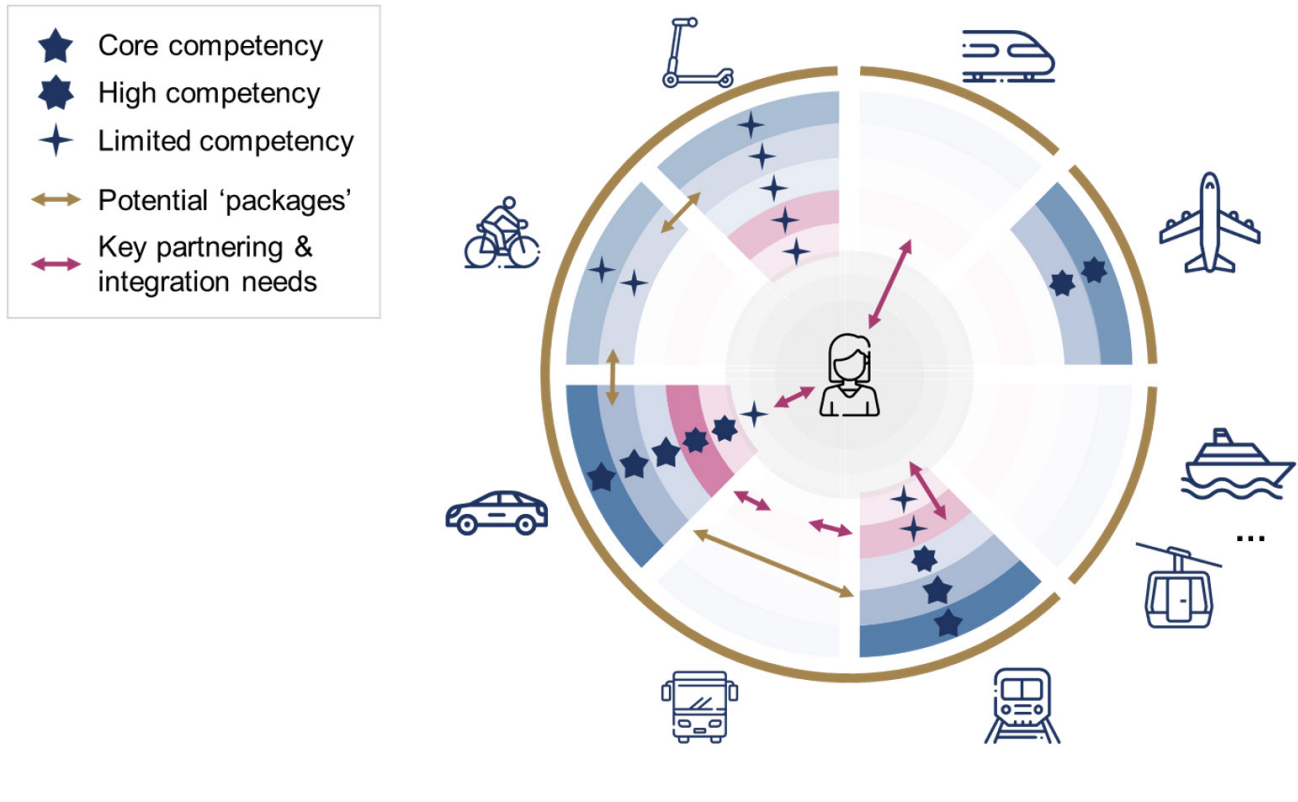 Core competency
High competency
Limited competency
Potential ‘packages’
Key partnering &
integration needs
...